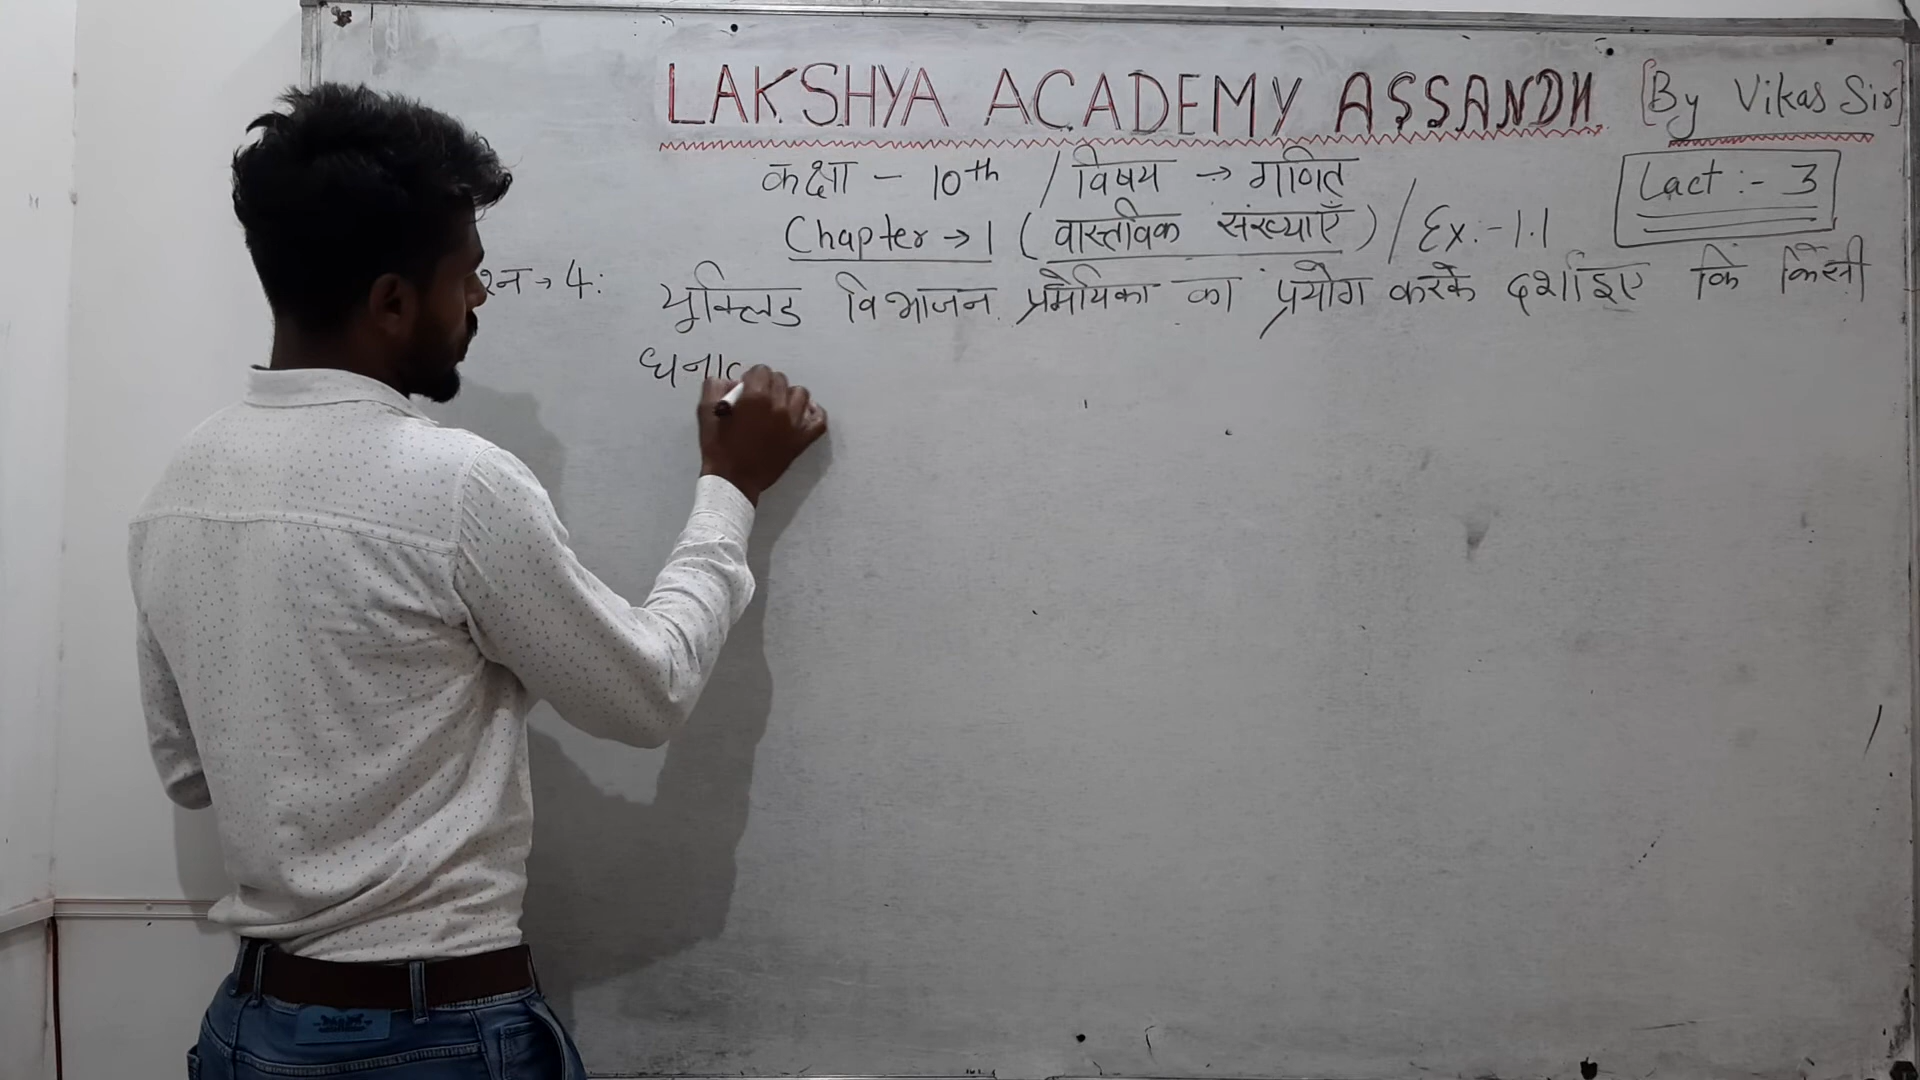 LAKSHYA ACADEMY ASSANDH [By Vikas Sir]
कक्षा - 10th / विषय → गणित
Lact :- 3
Chapter → 1 ( वास्तविक संख्याएँ ) / Ex:-1.1
श्न → 4: यूक्लिड विभाजन प्रमेयिका का प्रयोग करके दर्शाइए कि किसी
धना